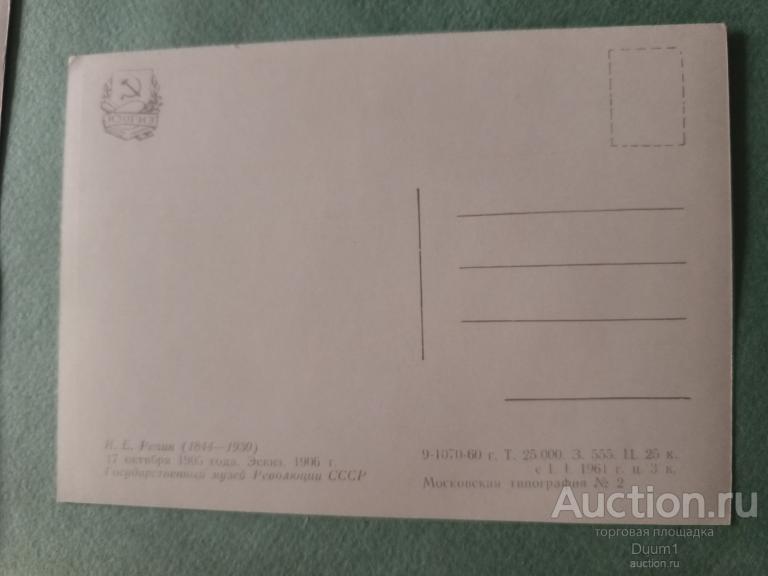 И. Е. Репин (1844—1930)
17 октября 1905 года. Эскиз. 1906 г.
Государственный музей Революции СССР
9-1070-60 г. Т. 25.000. З. 555. Ц. 25 к.
с 1. I. 1961 г. ц. 3 к.
Московская типография № 2
Auction.ru
торговая площадка
Duum1
auction.ru